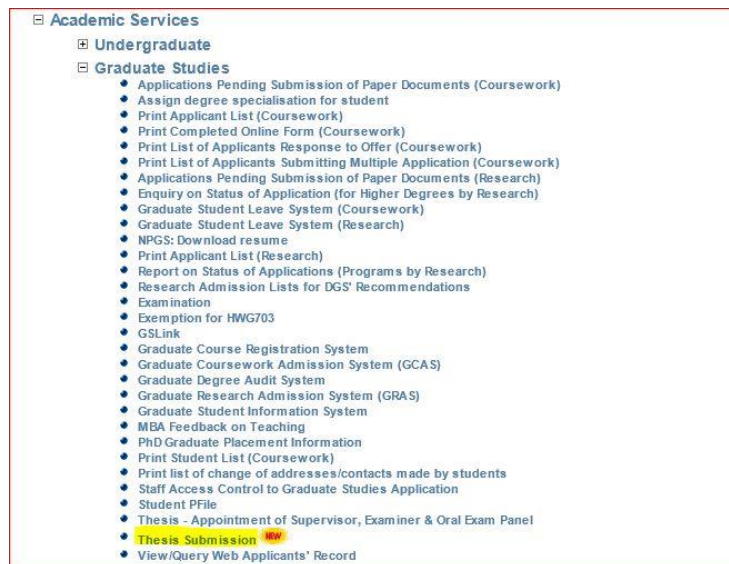 Academic Services
Undergraduate
Graduate Studies
Applications Pending Submission of Paper Documents (Coursework)
Assign degree specialisation for student
Print Applicant List (Coursework)
Print Completed Online Form (Coursework)
Print List of Applicants Response to Offer (Coursework)
Print List of Applicants Submitting Multiple Application (Coursework)
Applications Pending Submission of Paper Documents (Research)
Enquiry on Status of Application (for Higher Degrees by Research)
Graduate Student Leave System (Coursework)
Graduate Student Leave System (Research)
NPGS: Download resume
Print Applicant List (Research)
Report on Status of Applications (Programs by Research)
Research Admission Lists for DGS' Recommendations
Examination
Exemption for HWG703
GSLink
Graduate Course Registration System
Graduate Coursework Admission System (GCAS)
Graduate Degree Audit System
Graduate Research Admission System (GRAS)
Graduate Student Information System
MBA Feedback on Teaching
PhD Graduate Placement Information
Print Student List (Coursework)
Print list of change of addresses/contacts made by students
Staff Access Control to Graduate Studies Application
Student PFile
Thesis - Appointment of Supervisor, Examiner & Oral Exam Panel
Thesis Submission NEW
View/Query Web Applicants' Record